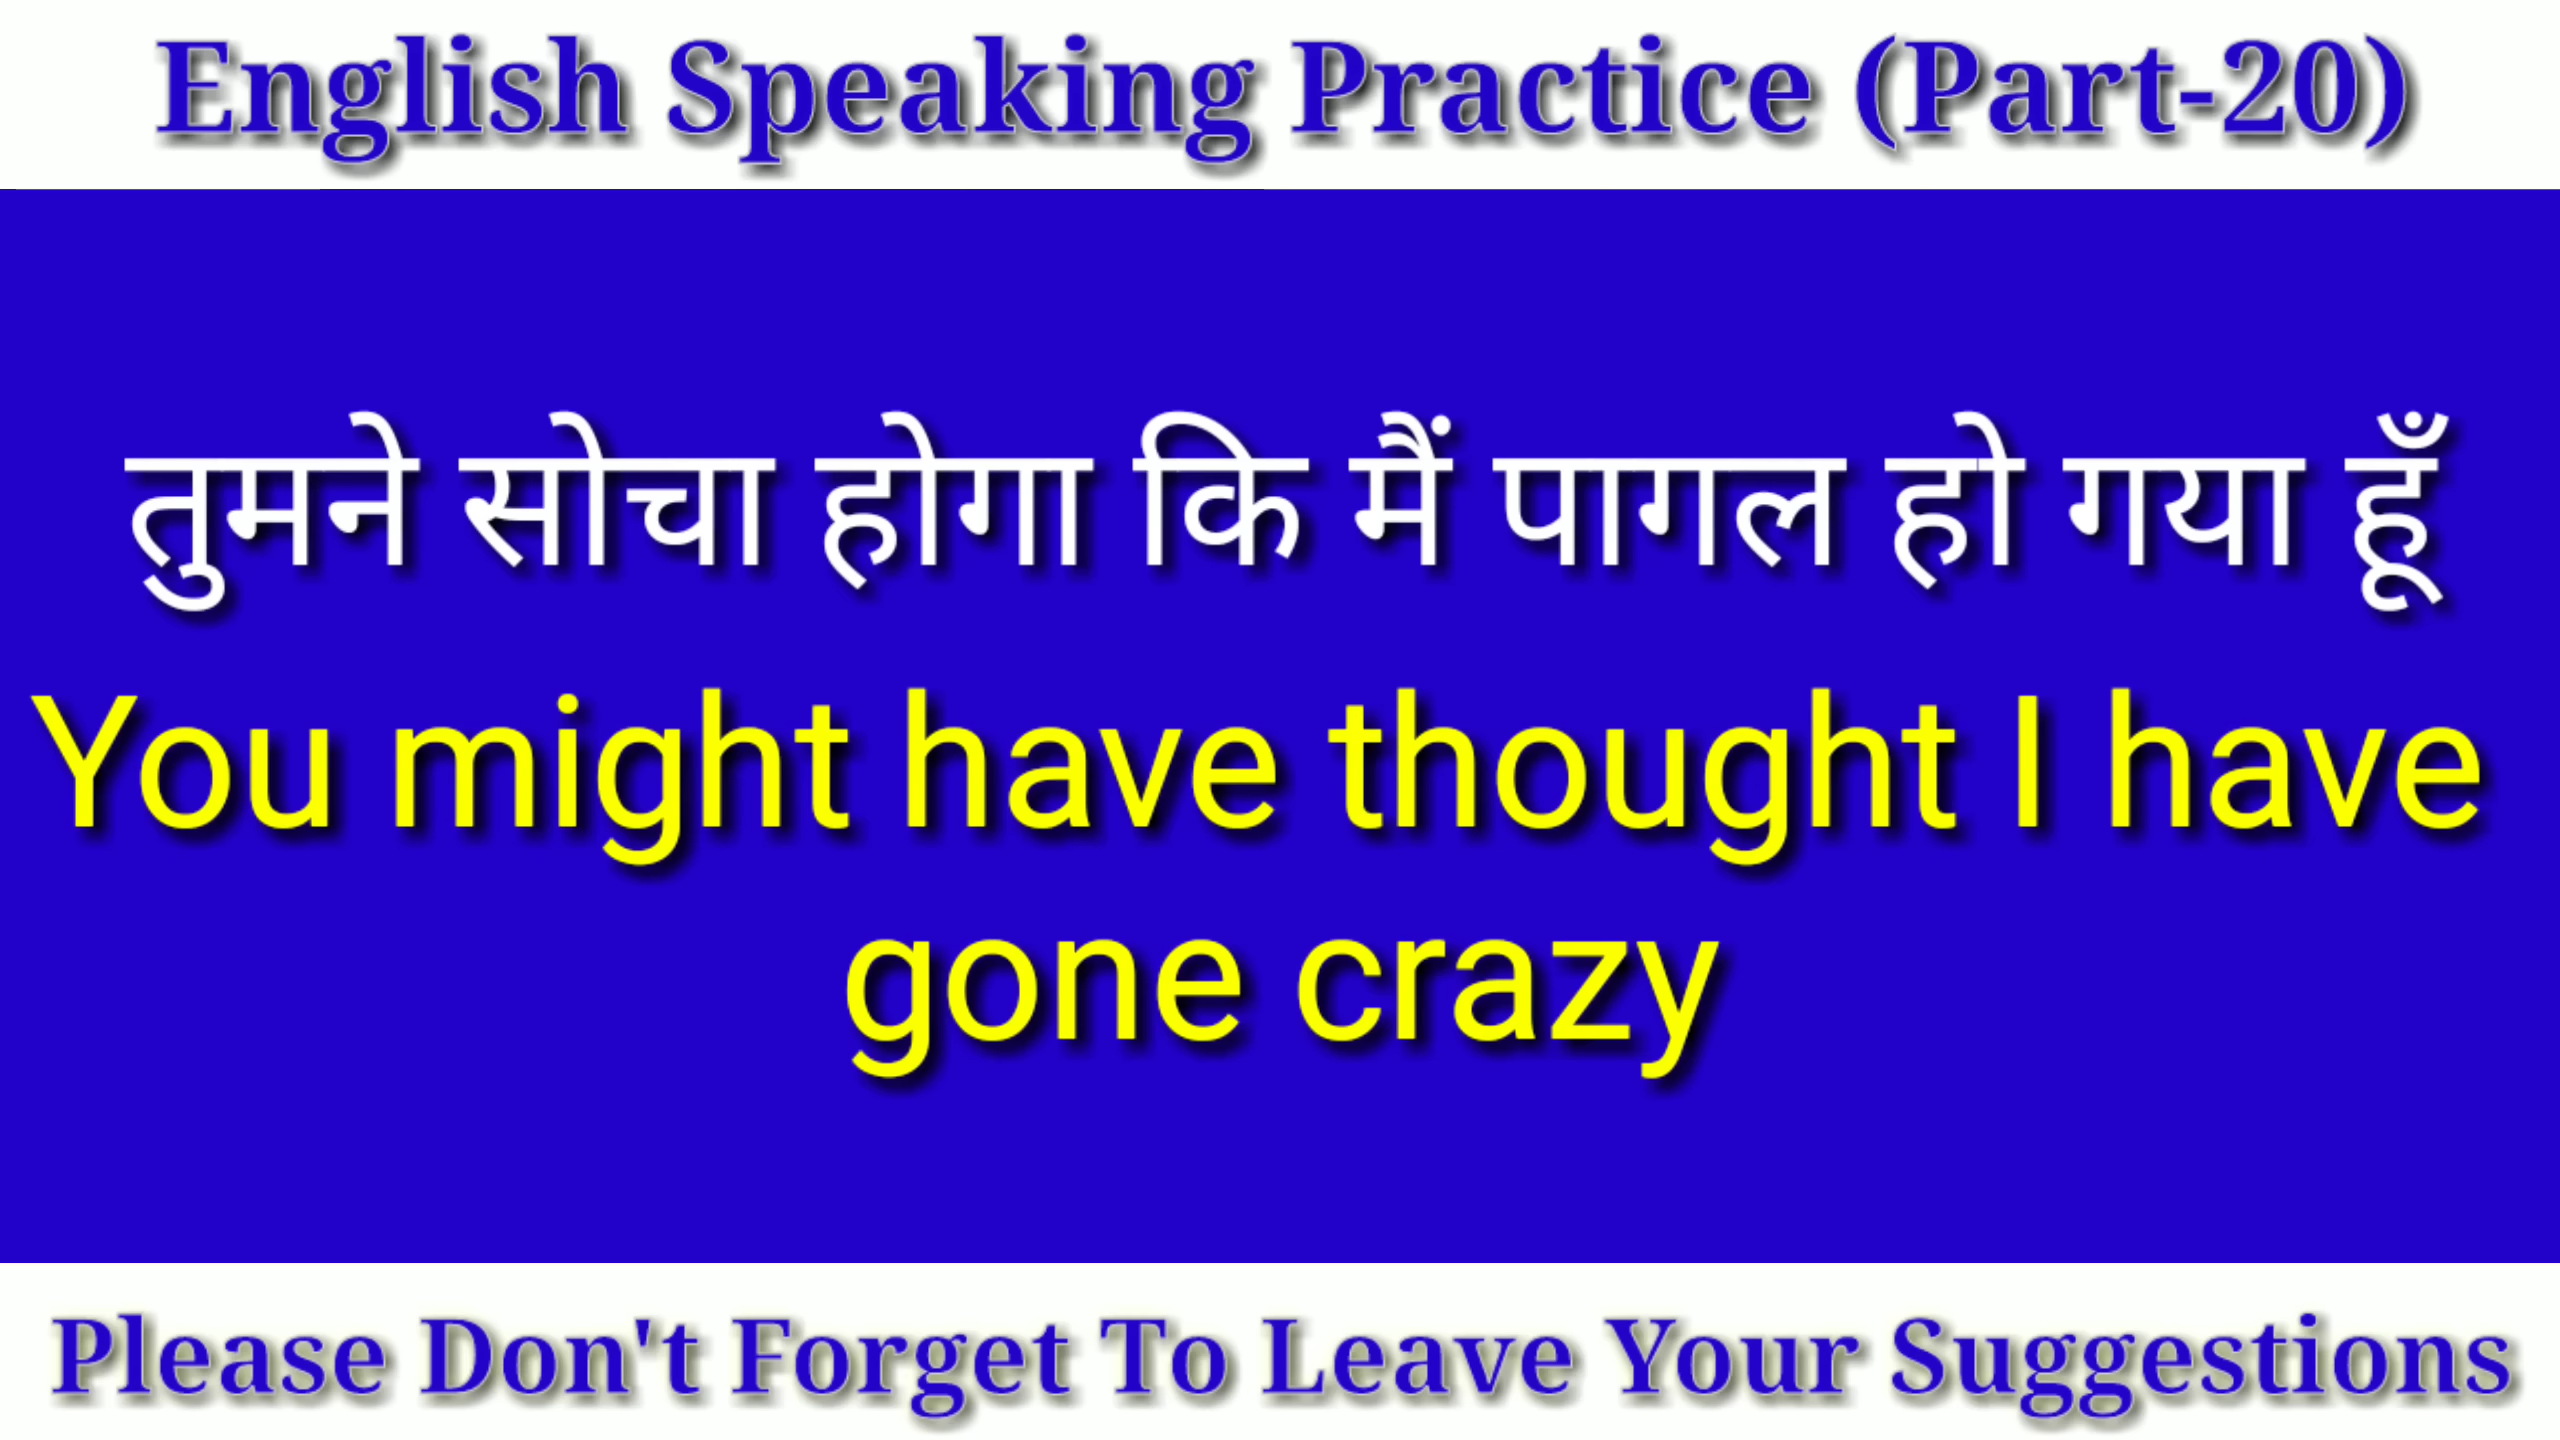 English Speaking Practice (Part-20)
तुमने सोचा होगा कि मैं पागल हो गया हूँ
You might have thought I have
gone crazy
Please Don't Forget To Leave Your Suggestions